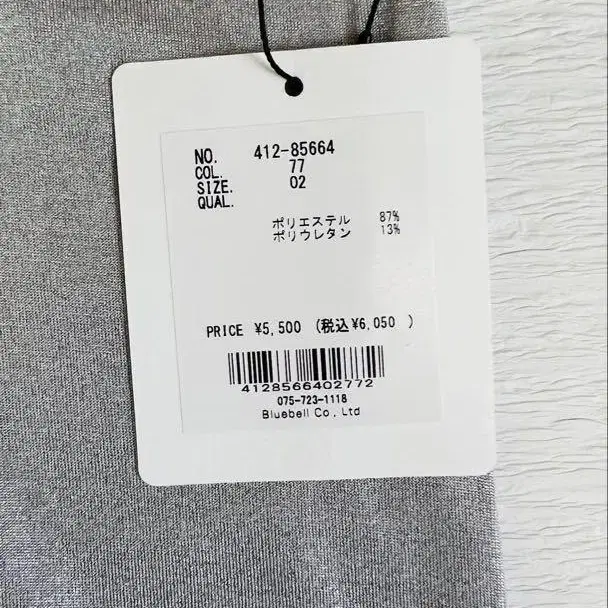 NO. 412-85664
COL. 77
SIZE. 02
QUAL.
ポリエステル 87%
ポリウレタン 13%
PRICE ¥5,500 (税込¥6,050 )
4128566402772
075-723-1118
Bluebell Co., Ltd